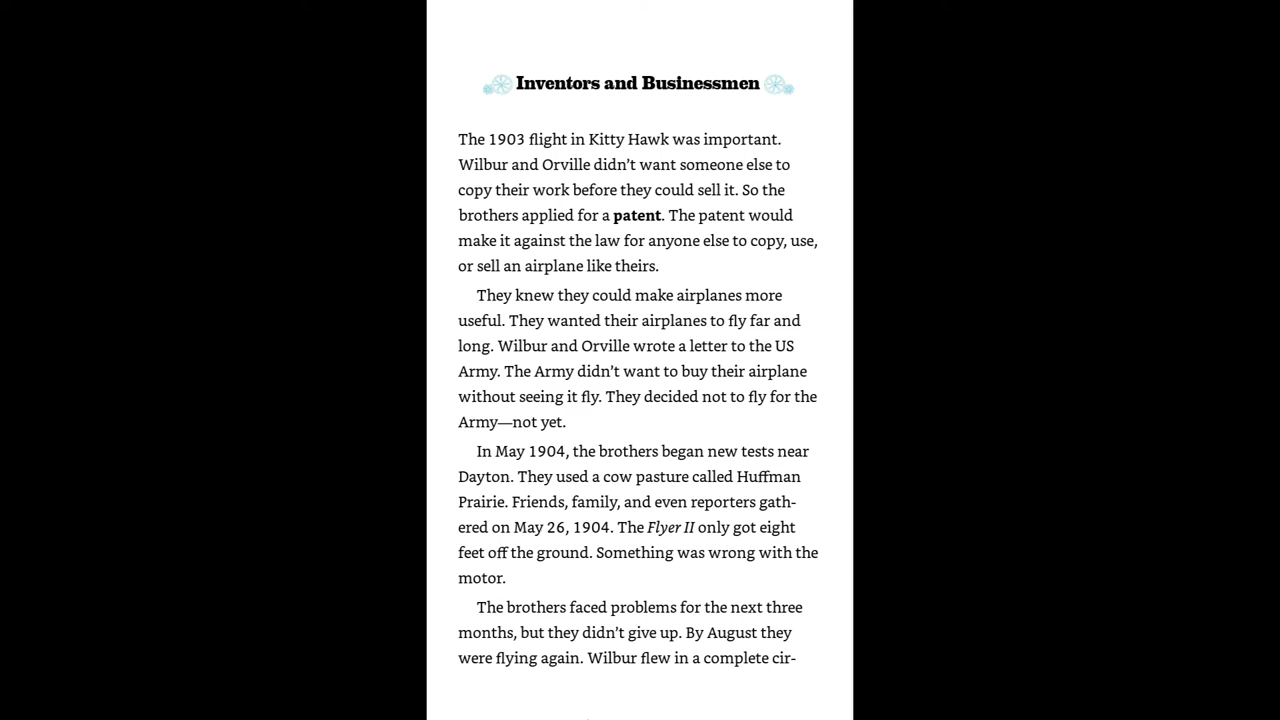 Inventors and Businessmen
The 1903 flight in Kitty Hawk was important.
Wilbur and Orville didn’t want someone else to
copy their work before they could sell it. So the
brothers applied for a patent. The patent would
make it against the law for anyone else to copy, use,
or sell an airplane like theirs.
They knew they could make airplanes more
useful. They wanted their airplanes to fly far and
long. Wilbur and Orville wrote a letter to the US
Army. The Army didn’t want to buy their airplane
without seeing it fly. They decided not to fly for the
Army—not yet.
In May 1904, the brothers began new tests near
Dayton. They used a cow pasture called Huffman
Prairie. Friends, family, and even reporters gath-
ered on May 26, 1904. The Flyer II only got eight
feet off the ground. Something was wrong with the
motor.
The brothers faced problems for the next three
months, but they didn’t give up. By August they
were flying again. Wilbur flew in a complete cir-